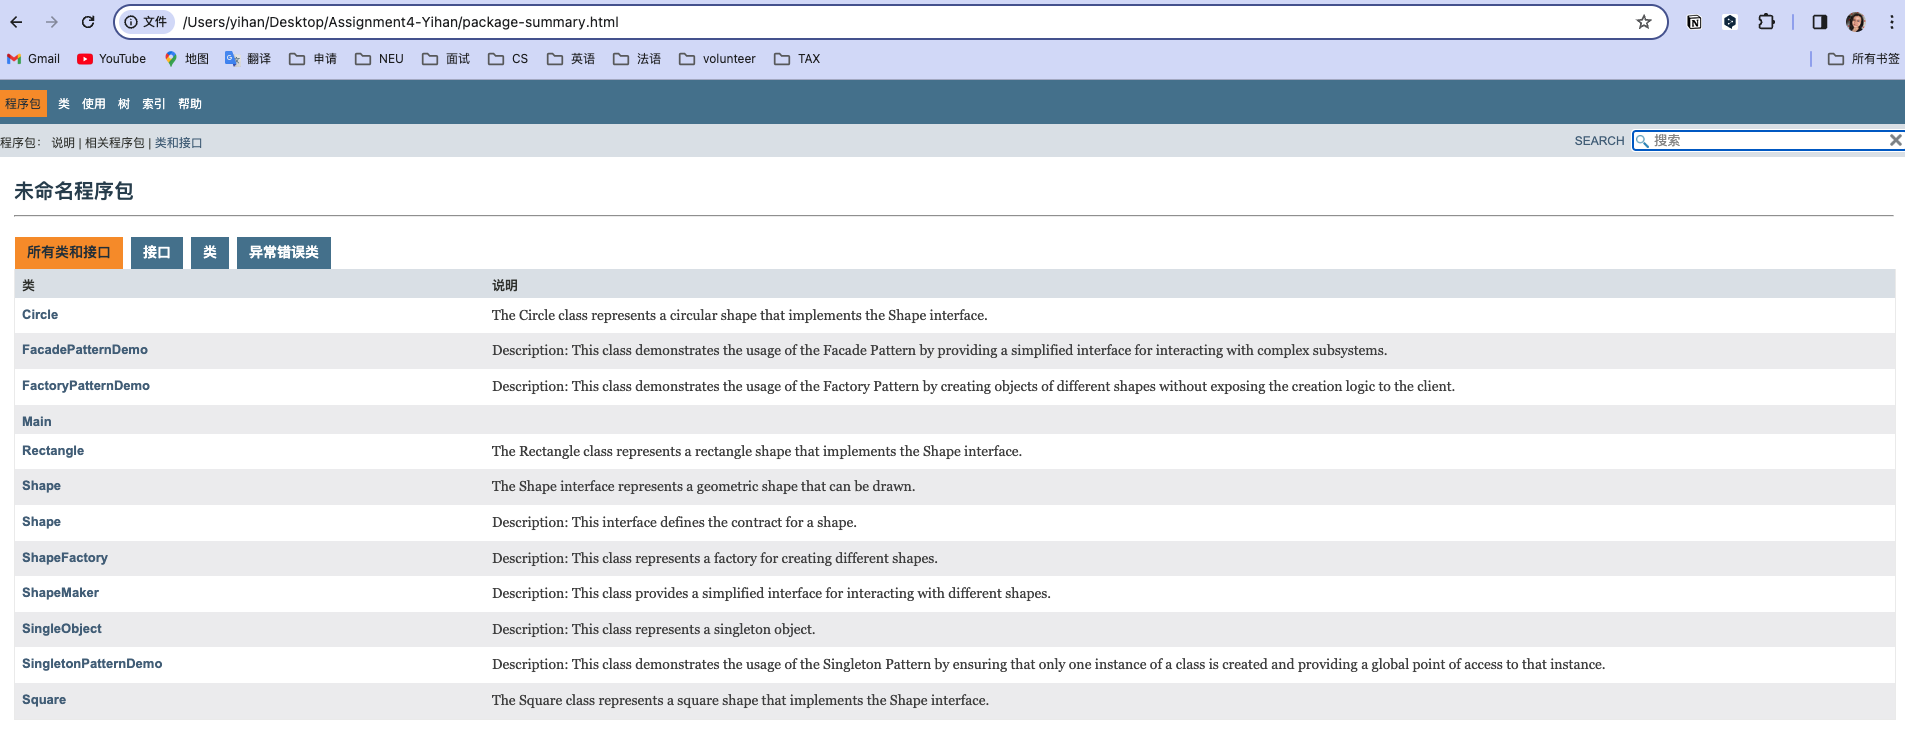 文件 /Users/yihan/Desktop/Assignment4-Yihan/package-summary.html
Gmail YouTube 地图 翻译 申请 NEU 面试 CS 英语 法语 volunteer TAX 所有书签
程序包 类 使用 树 索引 帮助
程序包: 说明 | 相关程序包 | 类和接口 SEARCH 搜索
未命名程序包
所有类和接口 接口 类 异常错误类
类 说明
Circle The Circle class represents a circular shape that implements the Shape interface.
FacadePatternDemo Description: This class demonstrates the usage of the Facade Pattern by providing a simplified interface for interacting with complex subsystems.
FactoryPatternDemo Description: This class demonstrates the usage of the Factory Pattern by creating objects of different shapes without exposing the creation logic to the client.
Main
Rectangle The Rectangle class represents a rectangle shape that implements the Shape interface.
Shape The Shape interface represents a geometric shape that can be drawn.
Shape Description: This interface defines the contract for a shape.
ShapeFactory Description: This class represents a factory for creating different shapes.
ShapeMaker Description: This class provides a simplified interface for interacting with different shapes.
SingleObject Description: This class represents a singleton object.
SingletonPatternDemo Description: This class demonstrates the usage of the Singleton Pattern by ensuring that only one instance of a class is created and providing a global point of access to that instance.
Square The Square class represents a square shape that implements the Shape interface.